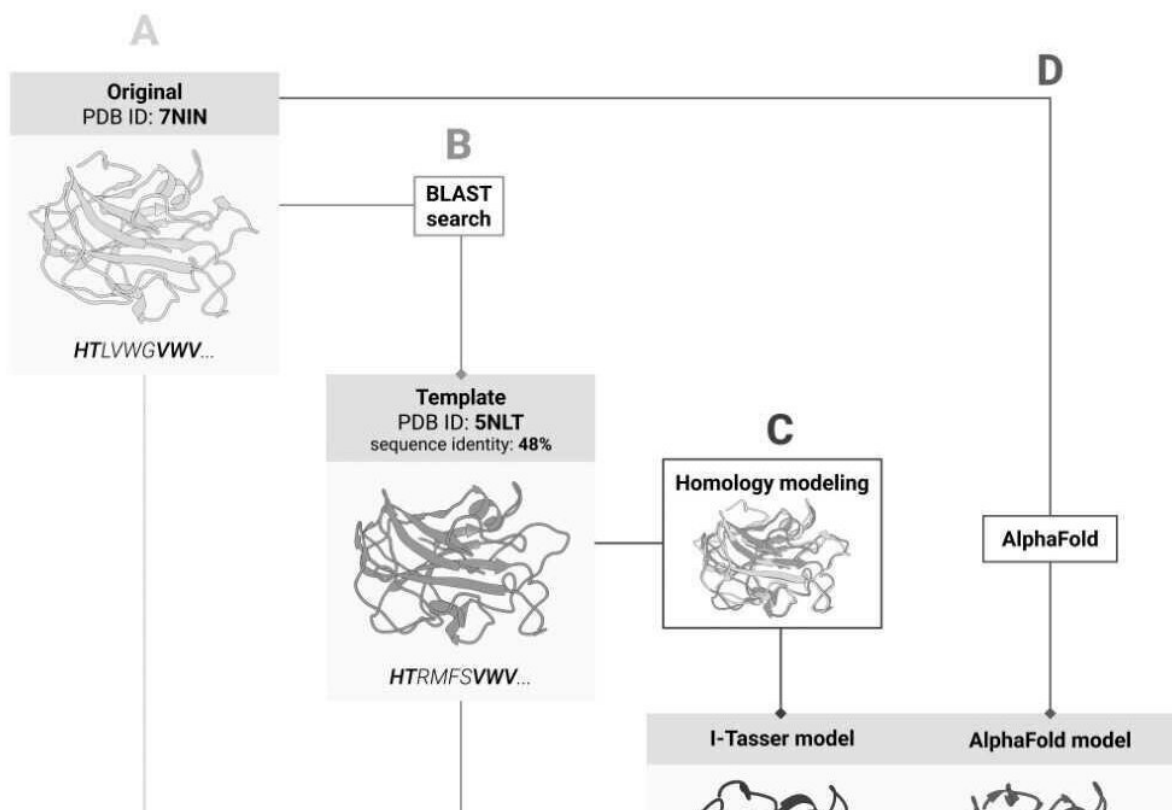 A
Original
PDB ID: 7NIN
HTLVWGVWV...
B
BLAST
search
Template
PDB ID: 5NLT
sequence identity: 48%
HTRMFSVWV...
C
Homology modeling
D
AlphaFold
I-Tasser model
AlphaFold model